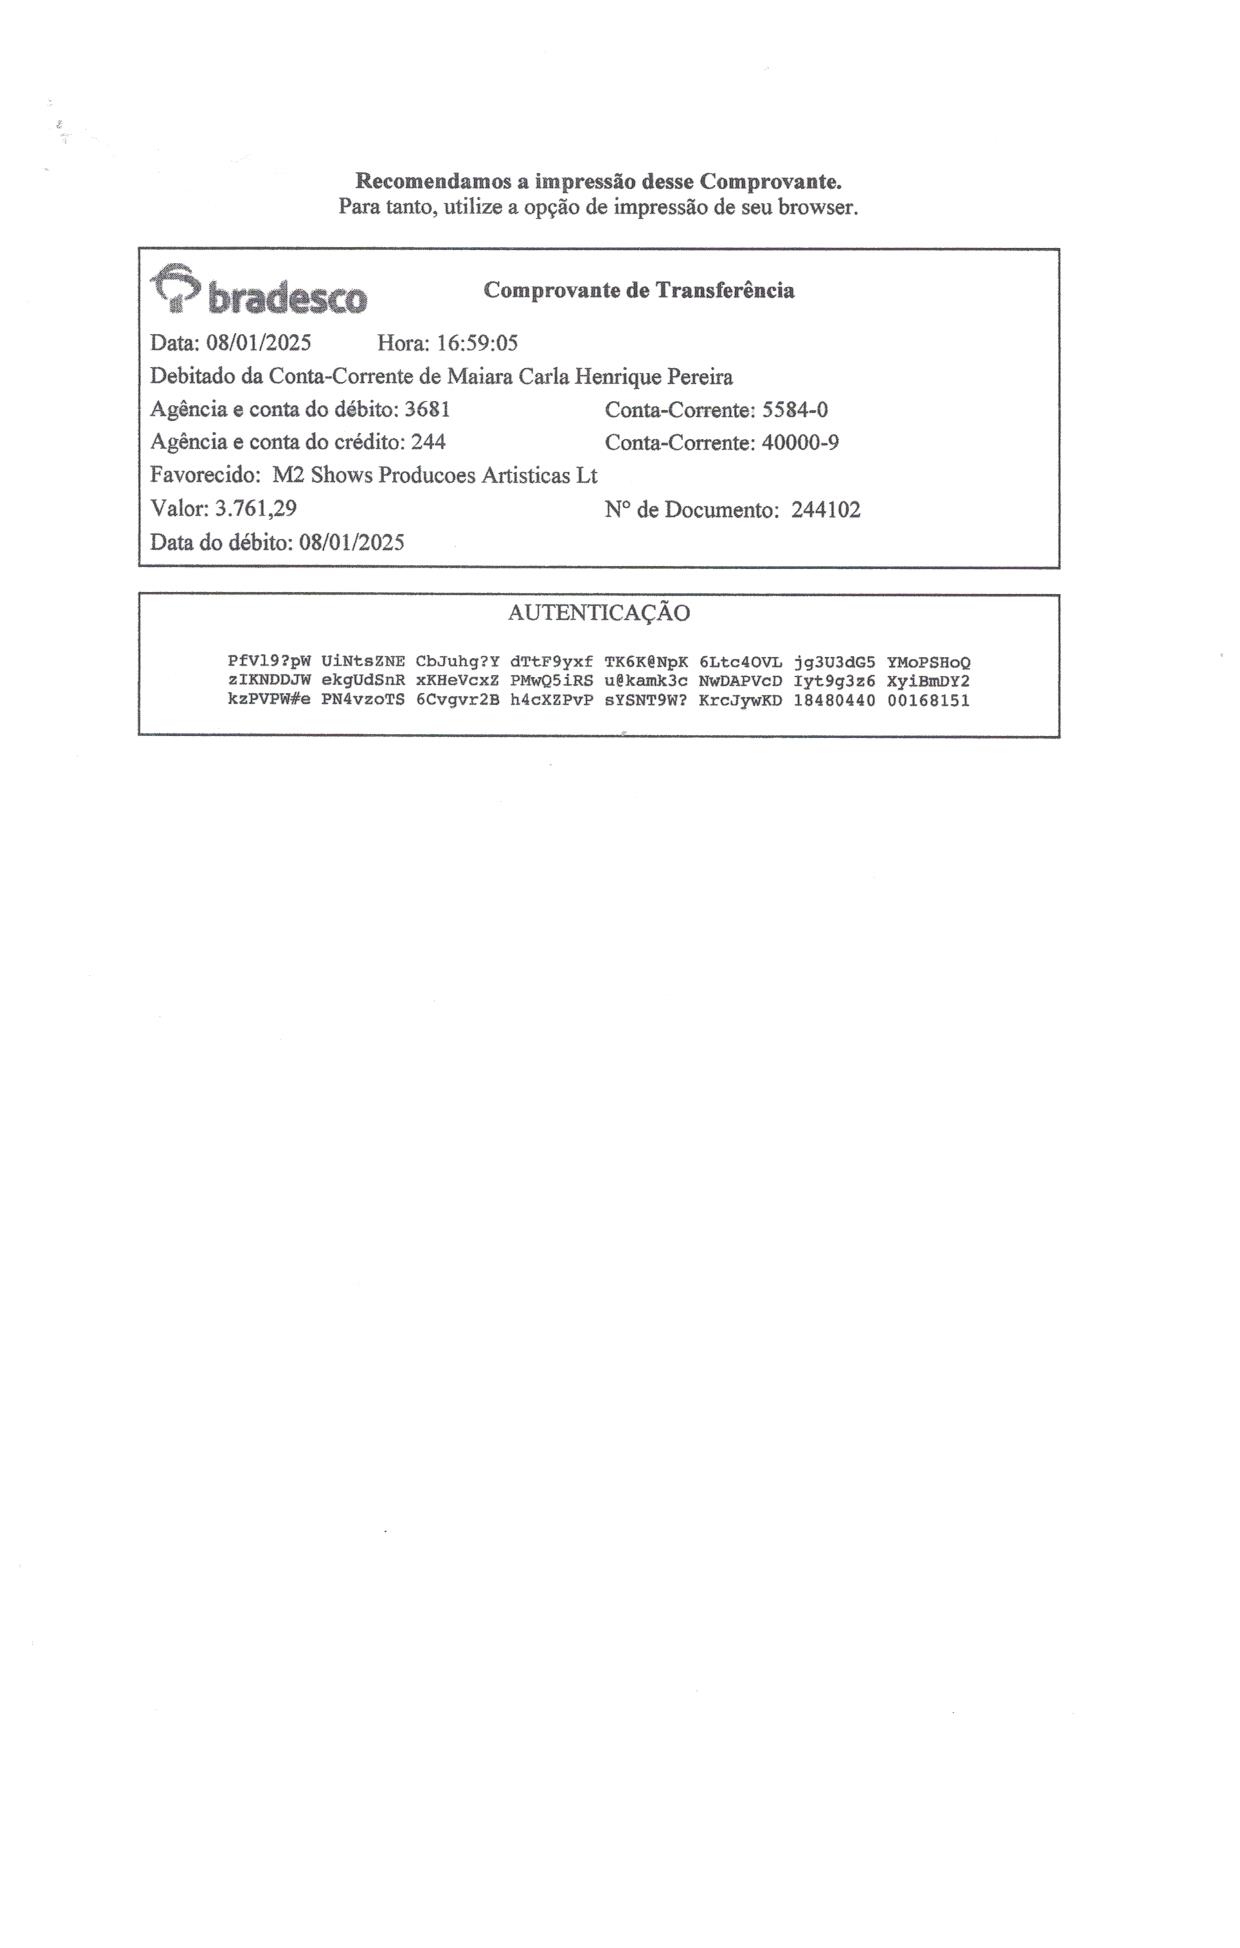 Recomendamos a impressão desse Comprovante.
Para tanto, utilize a opção de impressão de seu browser.
bradesco
Comprovante de Transferência
Data: 08/01/2025 Hora: 16:59:05
Debitado da Conta-Corrente de Maiara Carla Henrique Pereira
Agência e conta do débito: 3681 Conta-Corrente: 5584-0
Agência e conta do crédito: 244 Conta-Corrente: 40000-9
Favorecido: M2 Shows Producoes Artisticas Lt
Valor: 3.761,29 Nº de Documento: 244102
Data do débito: 08/01/2025
AUTENTICAÇÃO
PfVl9?pW UiNtsZNE CbJuhg?Y dTtF9yxf TK6K@NpK 6Ltc4OVL jg3U3dG5 YMoPSHoQ
zIKNDDJW ekgUdSnR xKHeVcxZ PMwQ5iRS u@kamk3c NwDAPVcD Iyt9g3z6 XyiBmDY2
kzPVPW#e PN4vzoTS 6Cvgvr2B h4cXZPvP sYSNT9W? KrcJywKD 18480440 00168151